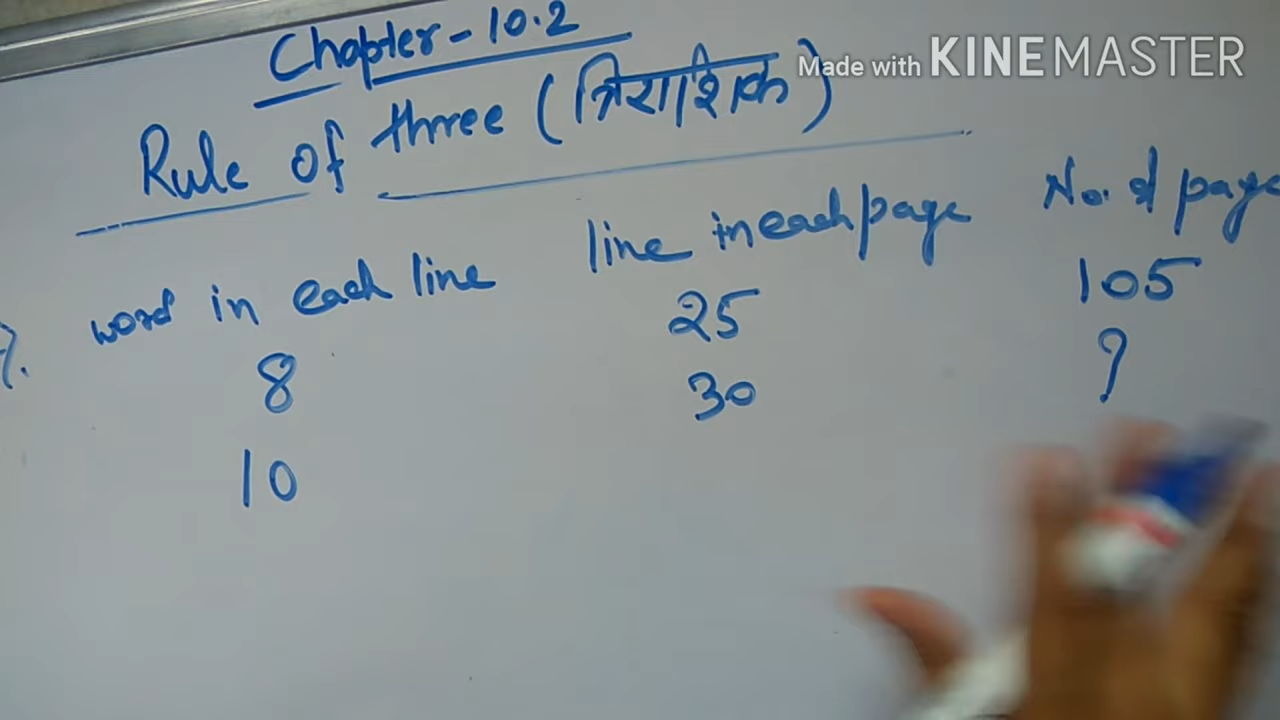 Chapter - 10.2
Made with KINEMASTER
Rule of three (त्रिराशिक)
word in each line line in each page No. of page
8 25 105
10 30 ?